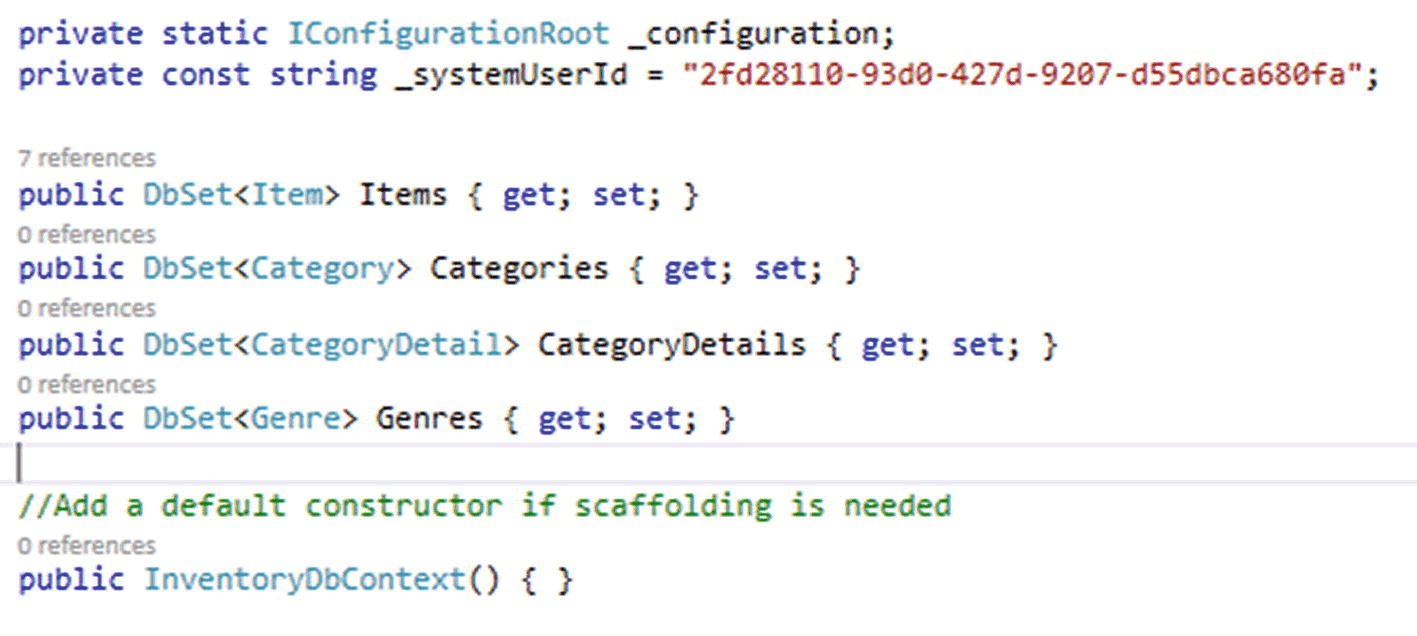 private static IConfigurationRoot _configuration;
private const string _systemUserId = "2fd28110-93d0-427d-9207-d55dbca680fa";
7 references
public DbSet<Item> Items { get; set; }
0 references
public DbSet<Category> Categories { get; set; }
0 references
public DbSet<CategoryDetail> CategoryDetails { get; set; }
0 references
public DbSet<Genre> Genres { get; set; }
//Add a default constructor if scaffolding is needed
0 references
public InventoryDbContext() { }